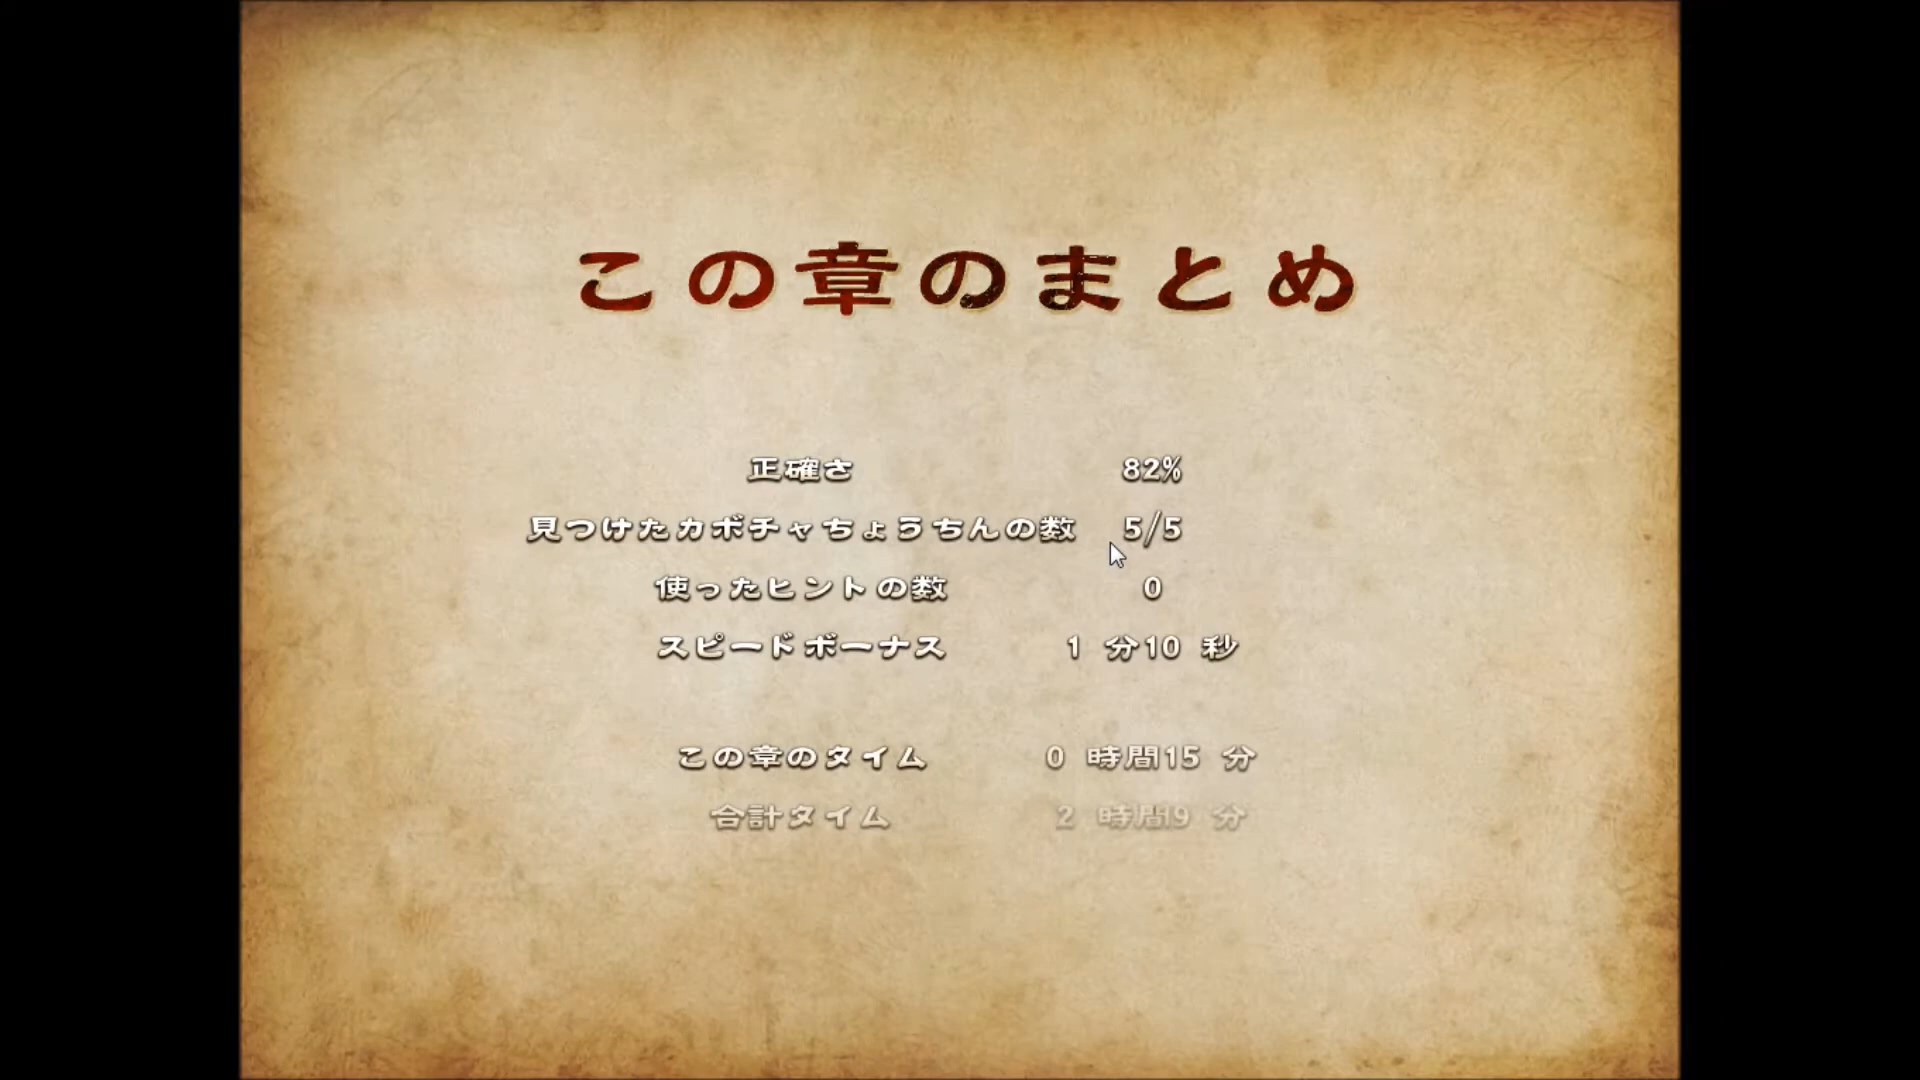 この章のまとめ
正確さ 82%
見つけたカボチャちょうちんの数 5/5
使ったヒントの数 0
スピードボーナス 1 分10 秒
この章のタイム 0 時間15 分
合計タイム 2 時間9 分